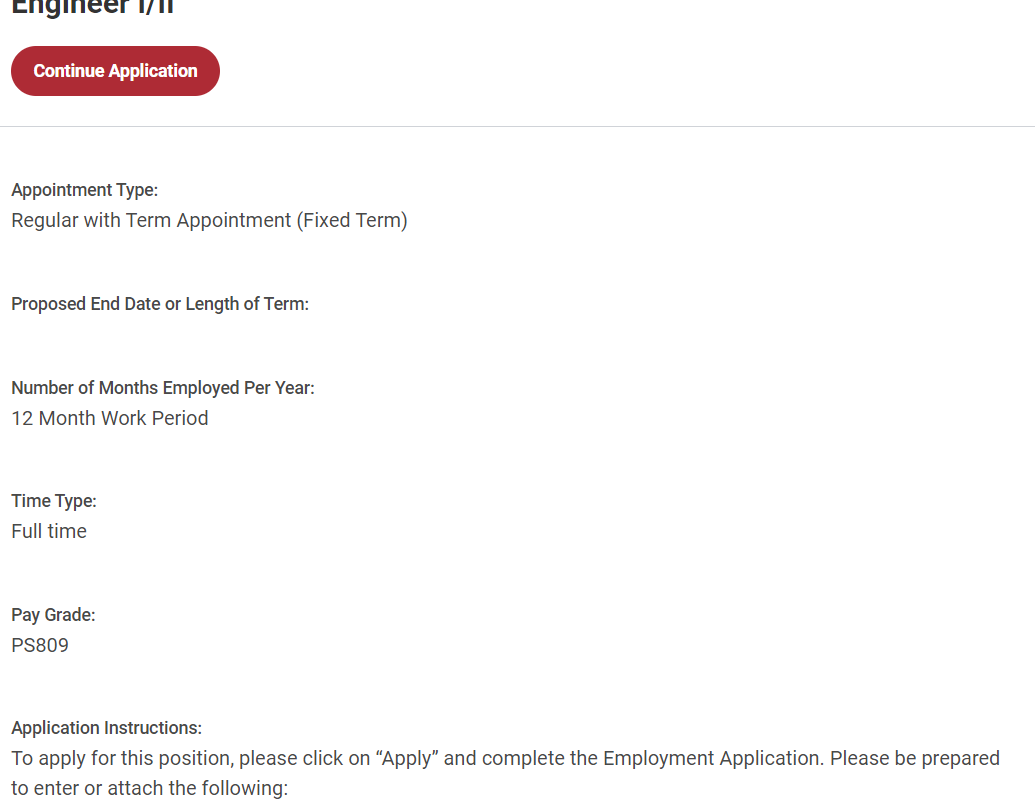 Engineer I/II
Continue Application
Appointment Type:
Regular with Term Appointment (Fixed Term)
Proposed End Date or Length of Term:
Number of Months Employed Per Year:
12 Month Work Period
Time Type:
Full time
Pay Grade:
PS809
Application Instructions:
To apply for this position, please click on “Apply” and complete the Employment Application. Please be prepared
to enter or attach the following: